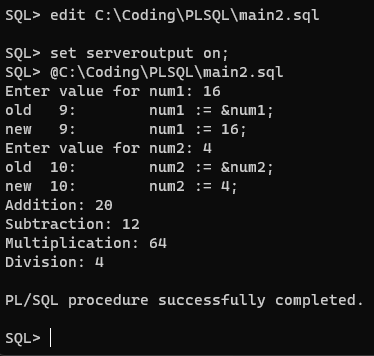 SQL> edit C:\Coding\PLSQL\main2.sql
SQL> set serveroutput on;
SQL> @C:\Coding\PLSQL\main2.sql
Enter value for num1: 16
old   9:        num1 := &num1;
new   9:        num1 := 16;
Enter value for num2: 4
old  10:        num2 := &num2;
new  10:        num2 := 4;
Addition: 20
Subtraction: 12
Multiplication: 64
Division: 4
PL/SQL procedure successfully completed.
SQL>